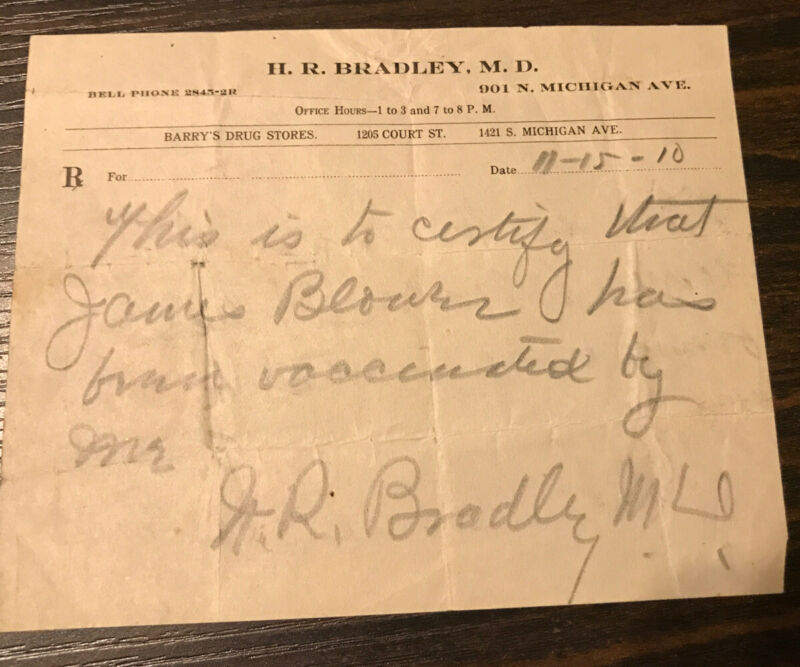 H. R. BRADLEY, M. D.
BELL PHONE 2845-2R 901 N. MICHIGAN AVE.
OFFICE HOURS—1 to 3 and 7 to 8 P. M.
BARRY'S DRUG STORES. 1205 COURT ST. 1421 S. MICHIGAN AVE.
℞ For Date 11-15-10
This is to certify that
James Blower has
been vaccinated by
me
H. R. Bradley M D